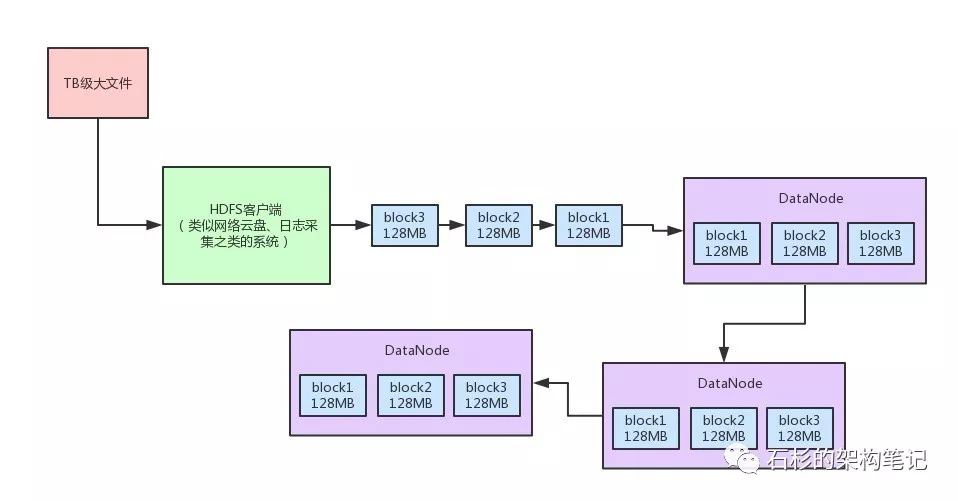 TB级大文件
HDFS客户端
（类似网络云盘、日志采
集之类的系统）
block3
128MB
block2
128MB
block1
128MB
DataNode
block1
128MB
block2
128MB
block3
128MB
DataNode
block1
128MB
block2
128MB
block3
128MB
DataNode
block1
128MB
block2
128MB
block3
128MB
石杉的架构笔记